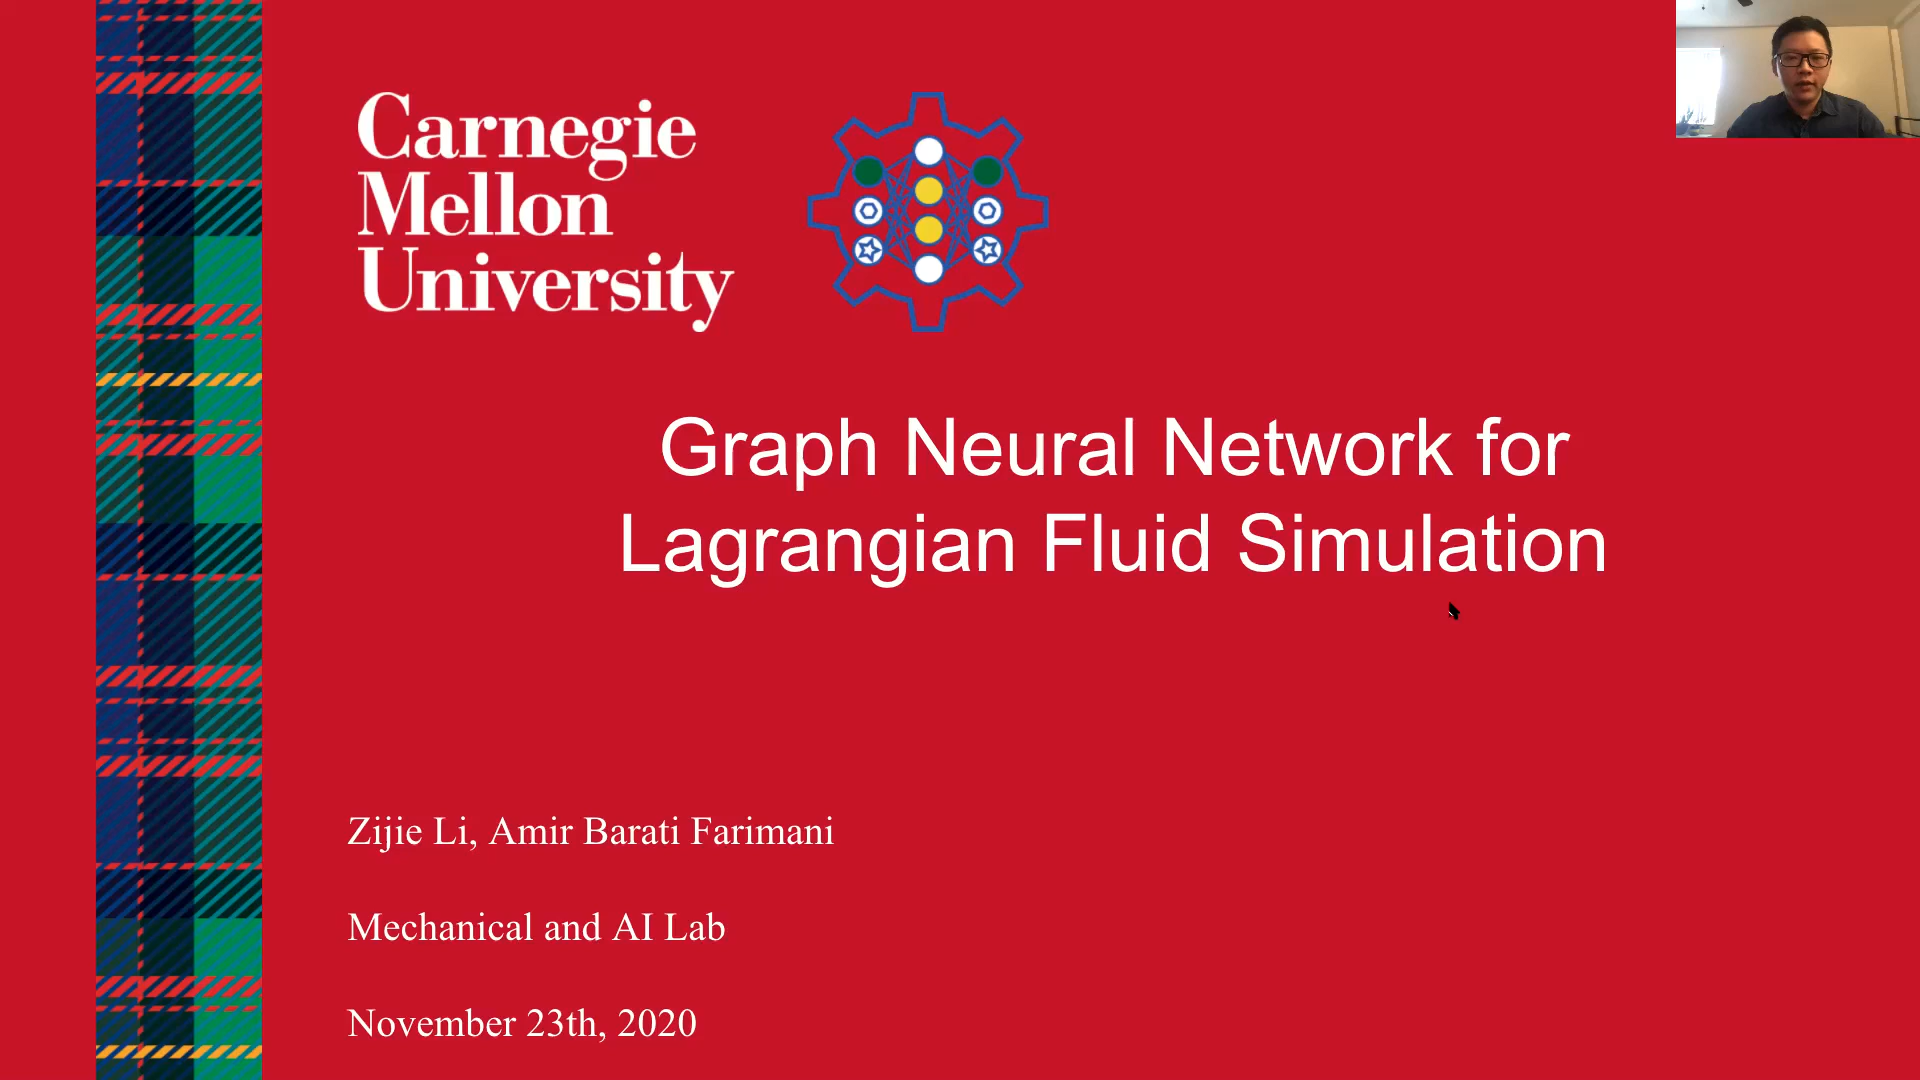 Carnegie
Mellon
University
Graph Neural Network for
Lagrangian Fluid Simulation
Zijie Li, Amir Barati Farimani
Mechanical and AI Lab
November 23th, 2020